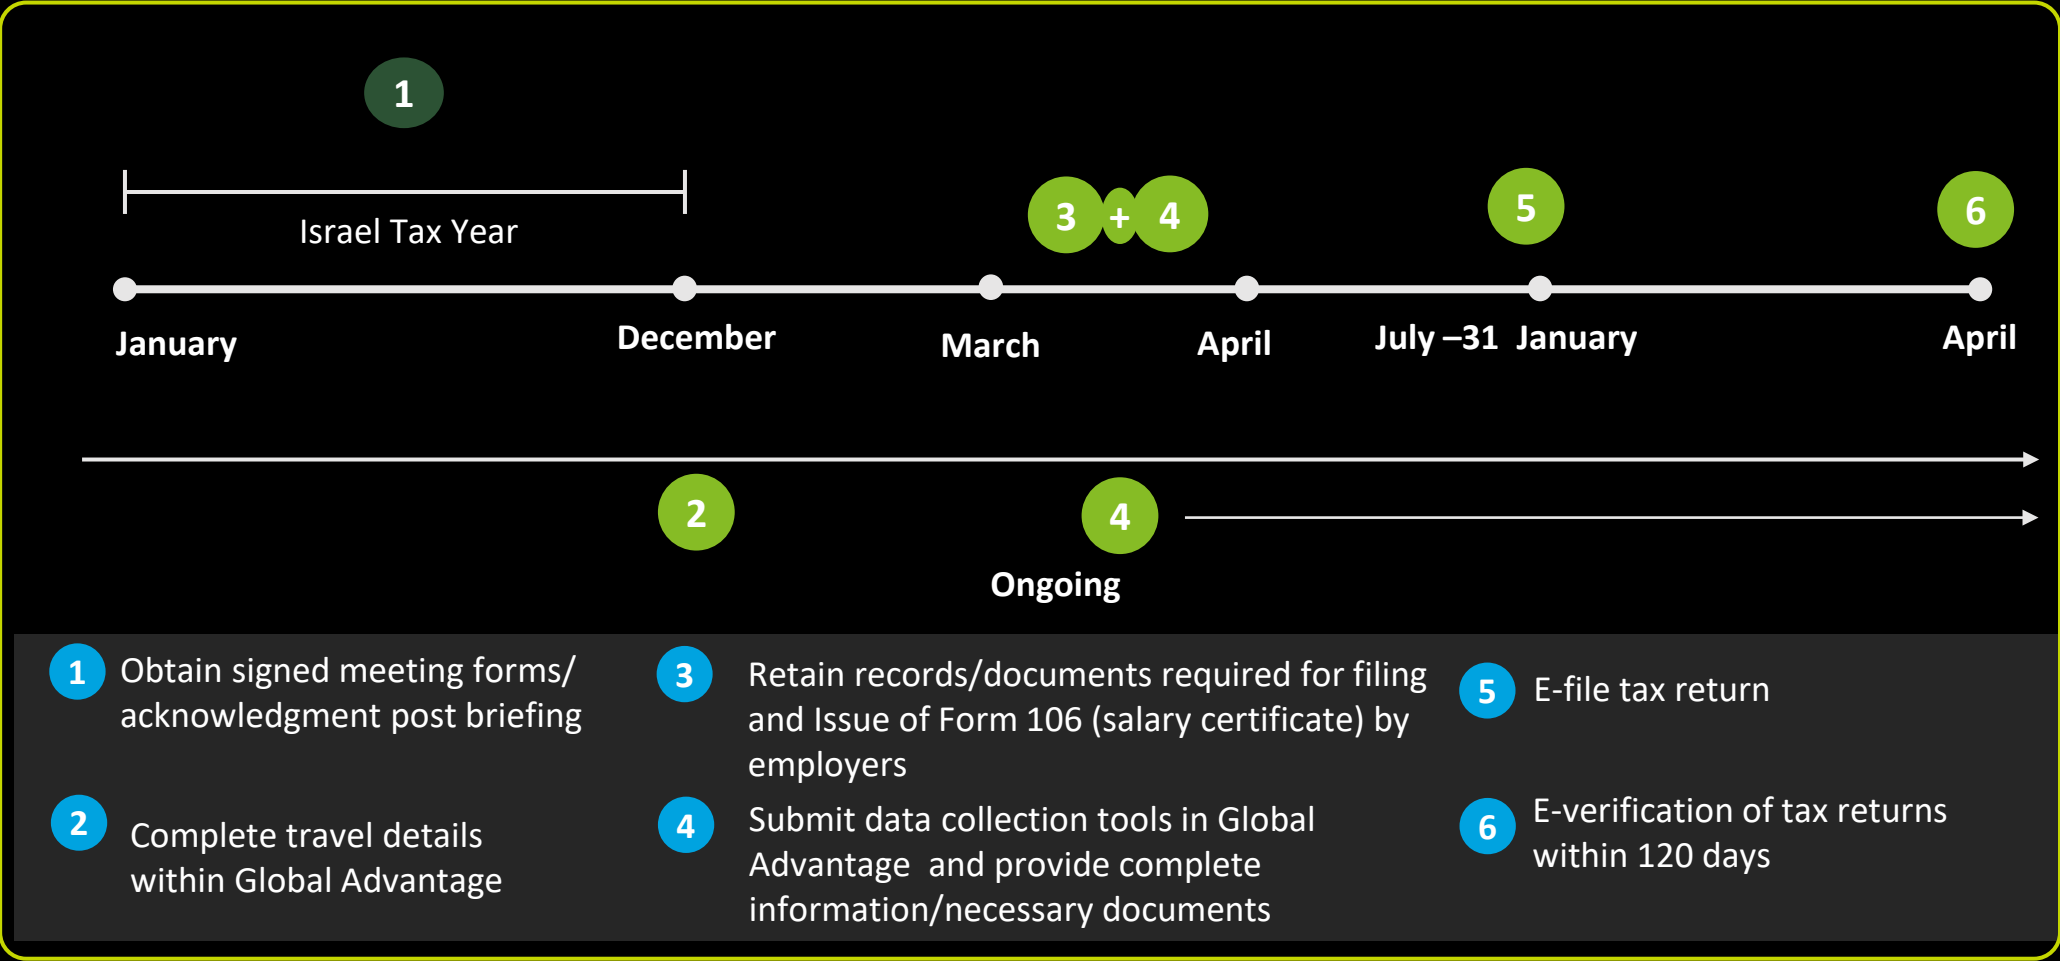 1
3 + 4
5
6
Israel Tax Year
January
December
March
April
July –31 January
April
2
4
Ongoing
1
Obtain signed meeting forms/
acknowledgment post briefing
2
Complete travel details
within Global Advantage
3
Retain records/documents required for filing
and Issue of Form 106 (salary certificate) by
employers
4
Submit data collection tools in Global
Advantage and provide complete
information/necessary documents
5
E-file tax return
6
E-verification of tax returns
within 120 days